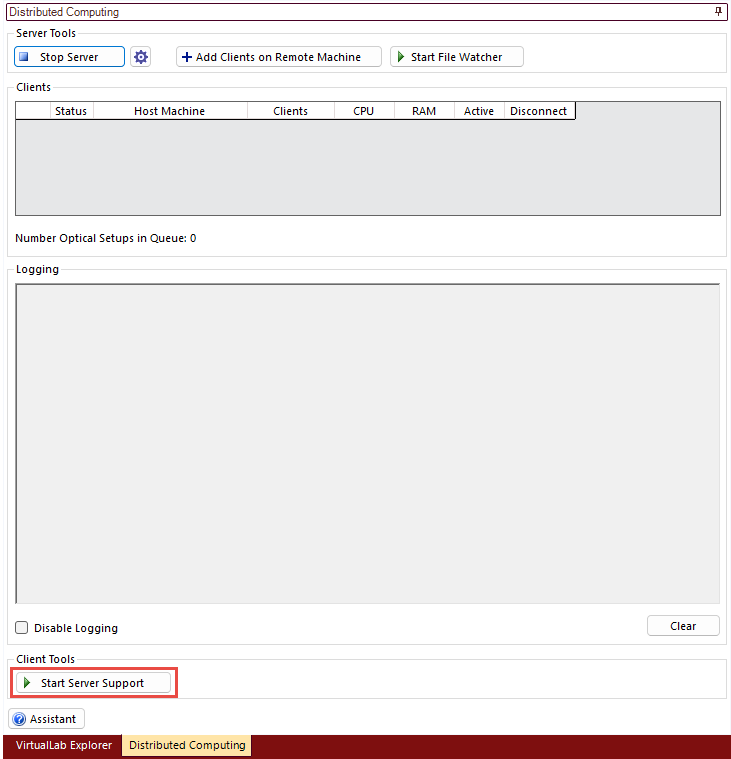 Distributed Computing
Server Tools
Stop Server
Add Clients on Remote Machine
Start File Watcher
Clients
Status Host Machine Clients CPU RAM Active Disconnect
Number Optical Setups in Queue: 0
Logging
Disable Logging
Clear
Client Tools
Start Server Support
Assistant
VirtualLab Explorer Distributed Computing